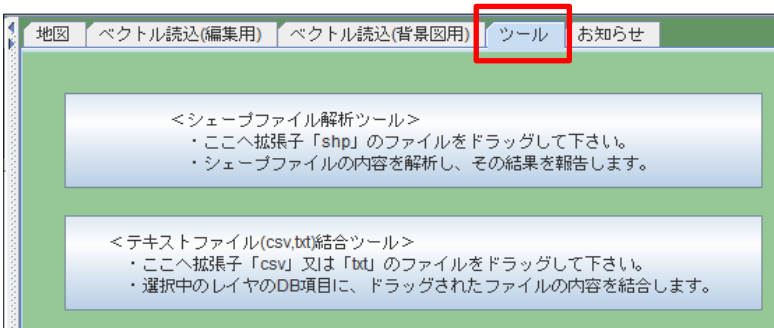 地図 ベクトル読込(編集用) ベクトル読込(背景図用) ツール お知らせ
＜シェープファイル解析ツール＞
・ここへ拡張子「shp」のファイルをドラッグして下さい。
・シェープファイルの内容を解析し、その結果を報告します。
＜テキストファイル(csv,txt)結合ツール＞
・ここへ拡張子「csv」又は「txt」のファイルをドラッグして下さい。
・選択中のレイヤのDB項目に、ドラッグされたファイルの内容を結合します。